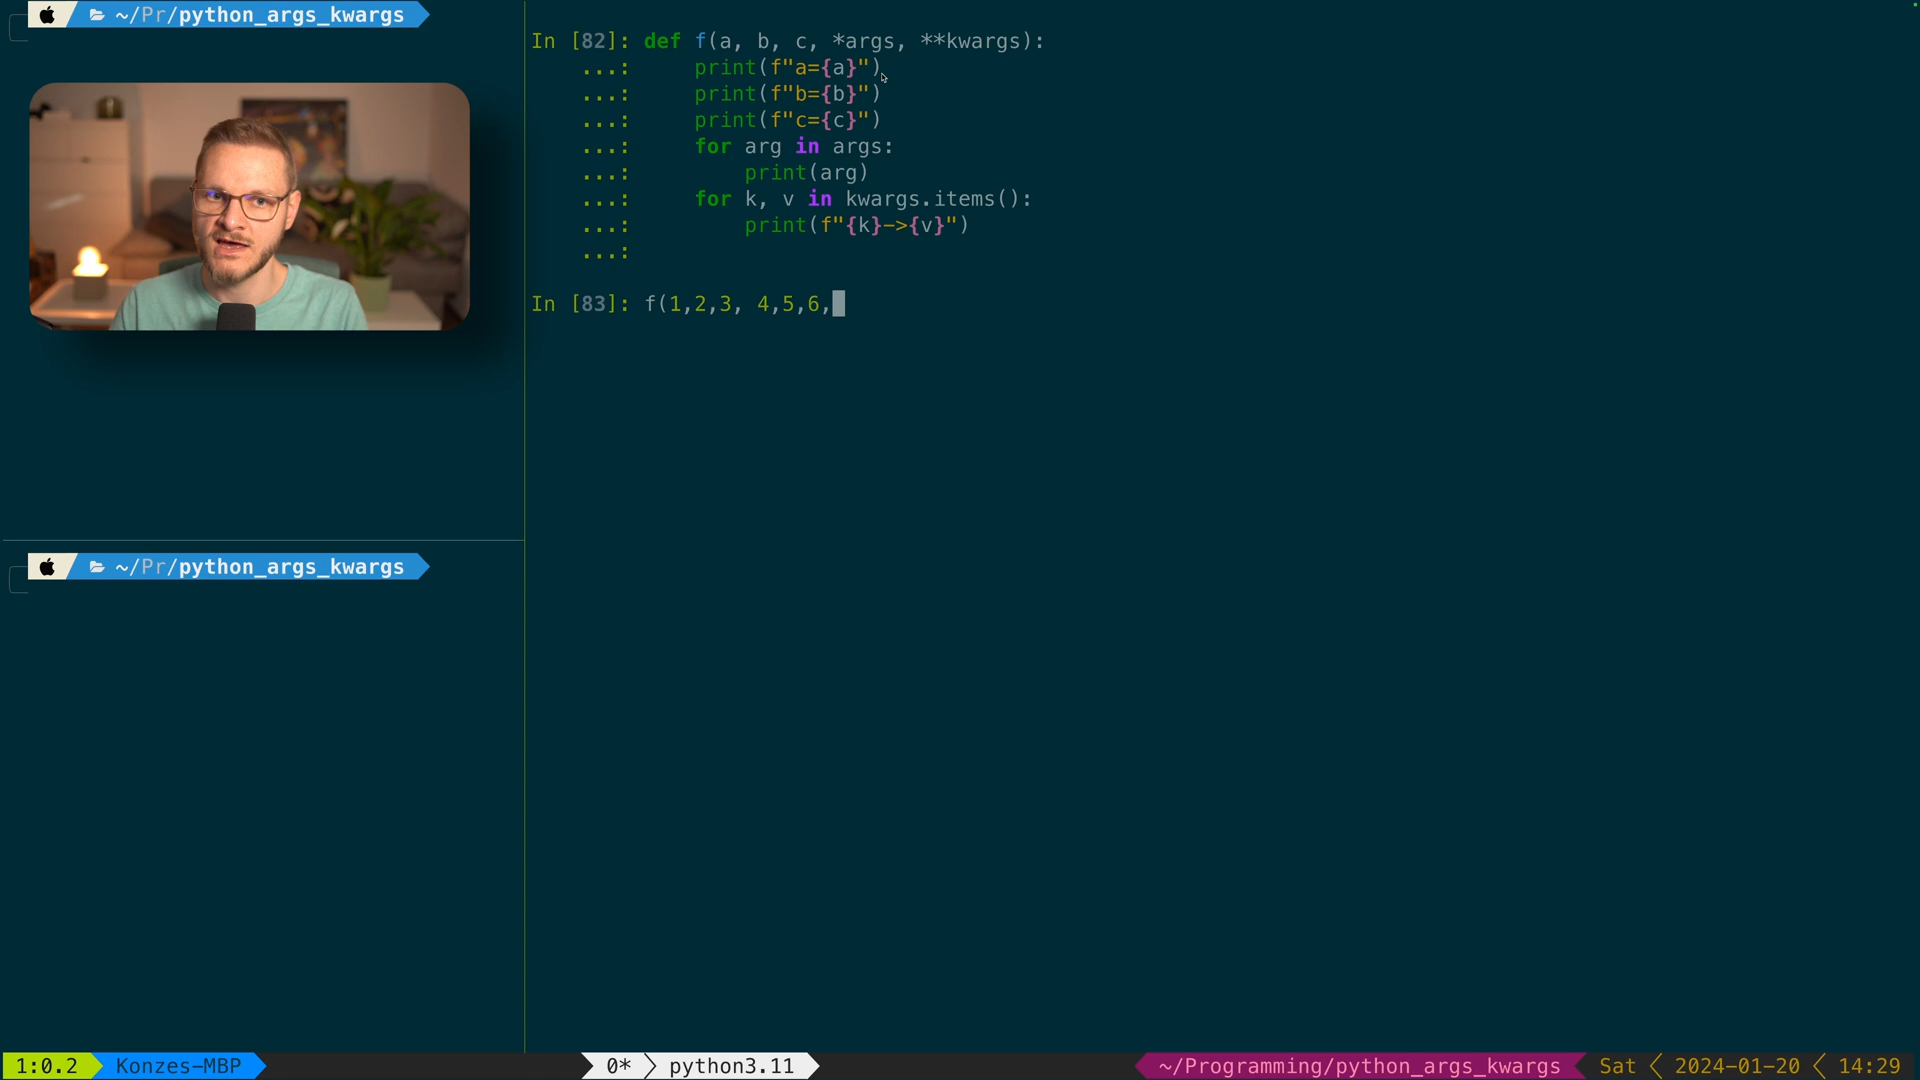 ~/Pr/python_args_kwargs
In [82]: def f(a, b, c, *args, **kwargs):
...:     print(f"a={a}")
...:     print(f"b={b}")
...:     print(f"c={c}")
...:     for arg in args:
...:         print(arg)
...:     for k, v in kwargs.items():
...:         print(f"{k}->{v}")
...:
In [83]: f(1,2,3, 4,5,6,
~/Pr/python_args_kwargs
1:0.2 Konzes-MBP 0* python3.11 ~/Programming/python_args_kwargs Sat 2024-01-20 14:29